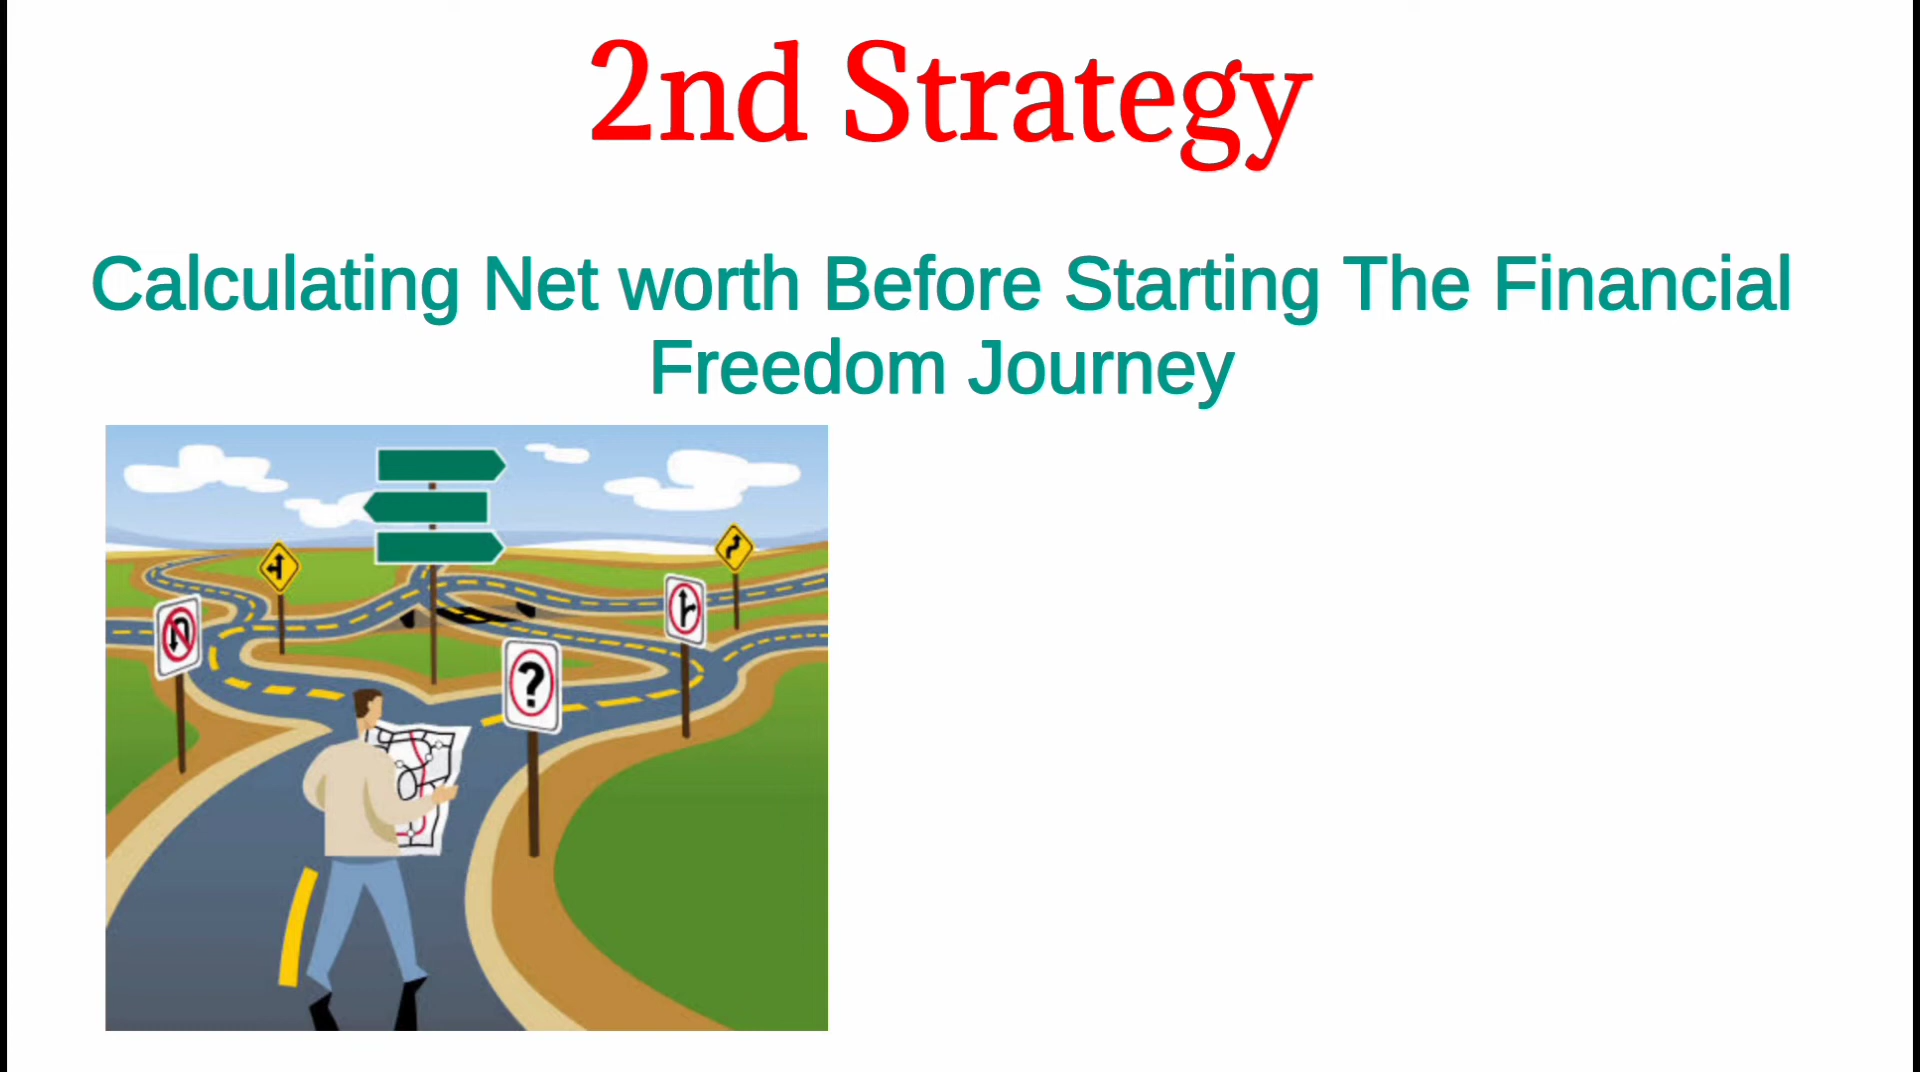 2nd Strategy
Calculating Net worth Before Starting The Financial
Freedom Journey
?